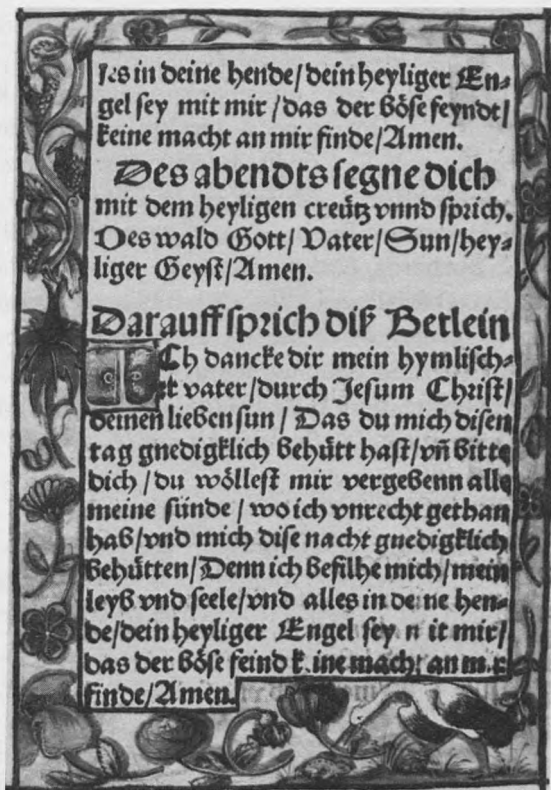 les in deine hende/dein heyliger En⸗
gel sey mit mir/das der böse feyndt/
keine macht an mir finde/Amen.
Des abendts segne dich
mit dem heyligen creütz vnnd sprich.
Des wald Gott/Vater/Sun/hey⸗
liger Geyst/Amen.
Darauff sprich diß Betlein
ICh dancke dir mein hymlisch⸗
er vater/durch Jesum Christ/
deinen lieben sun/Das du mich disen
tag gnedigklich behütt hast/vñ bitte
dich/du wöllest mir vergebenn alle
meine sünde/wo ich vnrecht gethan
hab/vnd mich dise nacht gnedigklich
behütten/Denn ich befilhe mich/mein
leyb vnd seele/vnd alles in deine hen⸗
de/dein heyliger Engel sey mit mir/
das der böse feind keine macht an mir
finde/Amen.